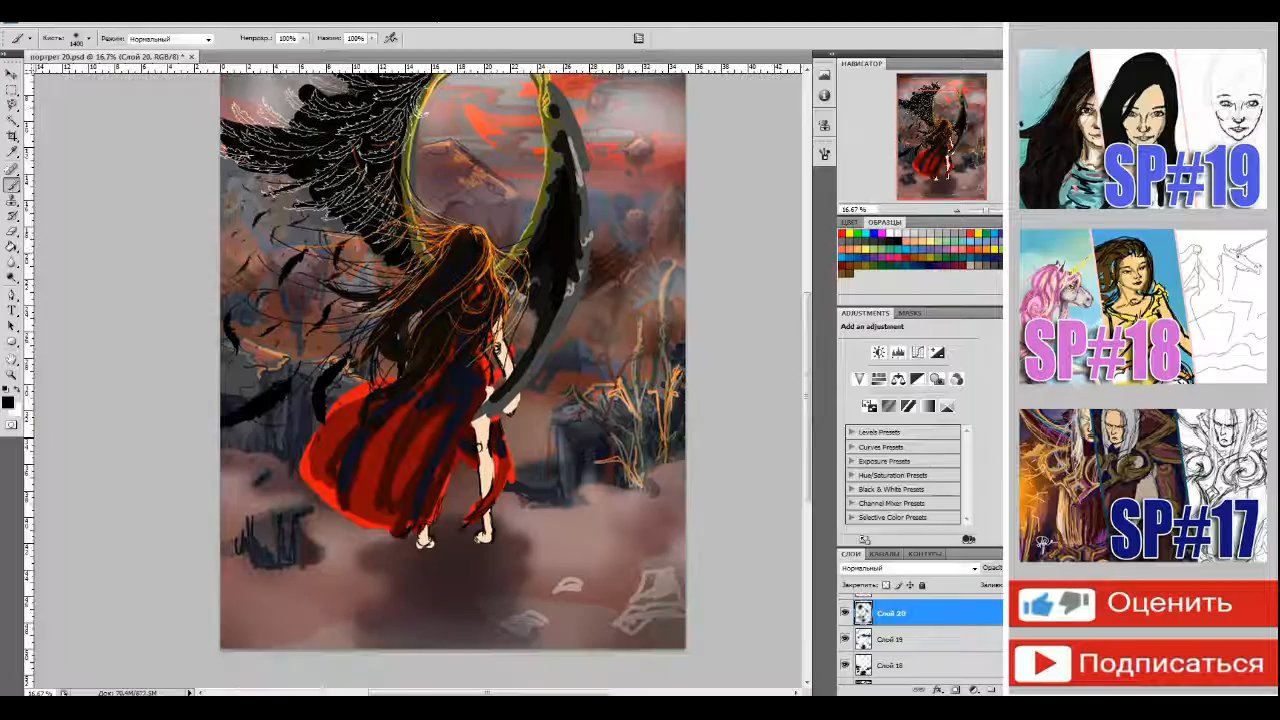 Кисть: 1400 Режим: Нормальный Непрозр.: 100% Нажим: 100%
портрет 20.psd @ 16,7% (Слой 20, RGB/8) *
НАВИГАТОР
16.67 %
ЦВЕТ ОБРАЗЦЫ
ADJUSTMENTS MASKS
Add an adjustment
Levels Presets
Curves Presets
Exposure Presets
Hue/Saturation Presets
Black & White Presets
Channel Mixer Presets
Selective Color Presets
СЛОИ КАНАЛЫ КОНТУРЫ
Нормальный Opacit
Закрепить: Залив
Слой 20
Слой 19
Слой 18
16.67 %
SP#19
SP#18
SP#17
Оценить
Подписаться